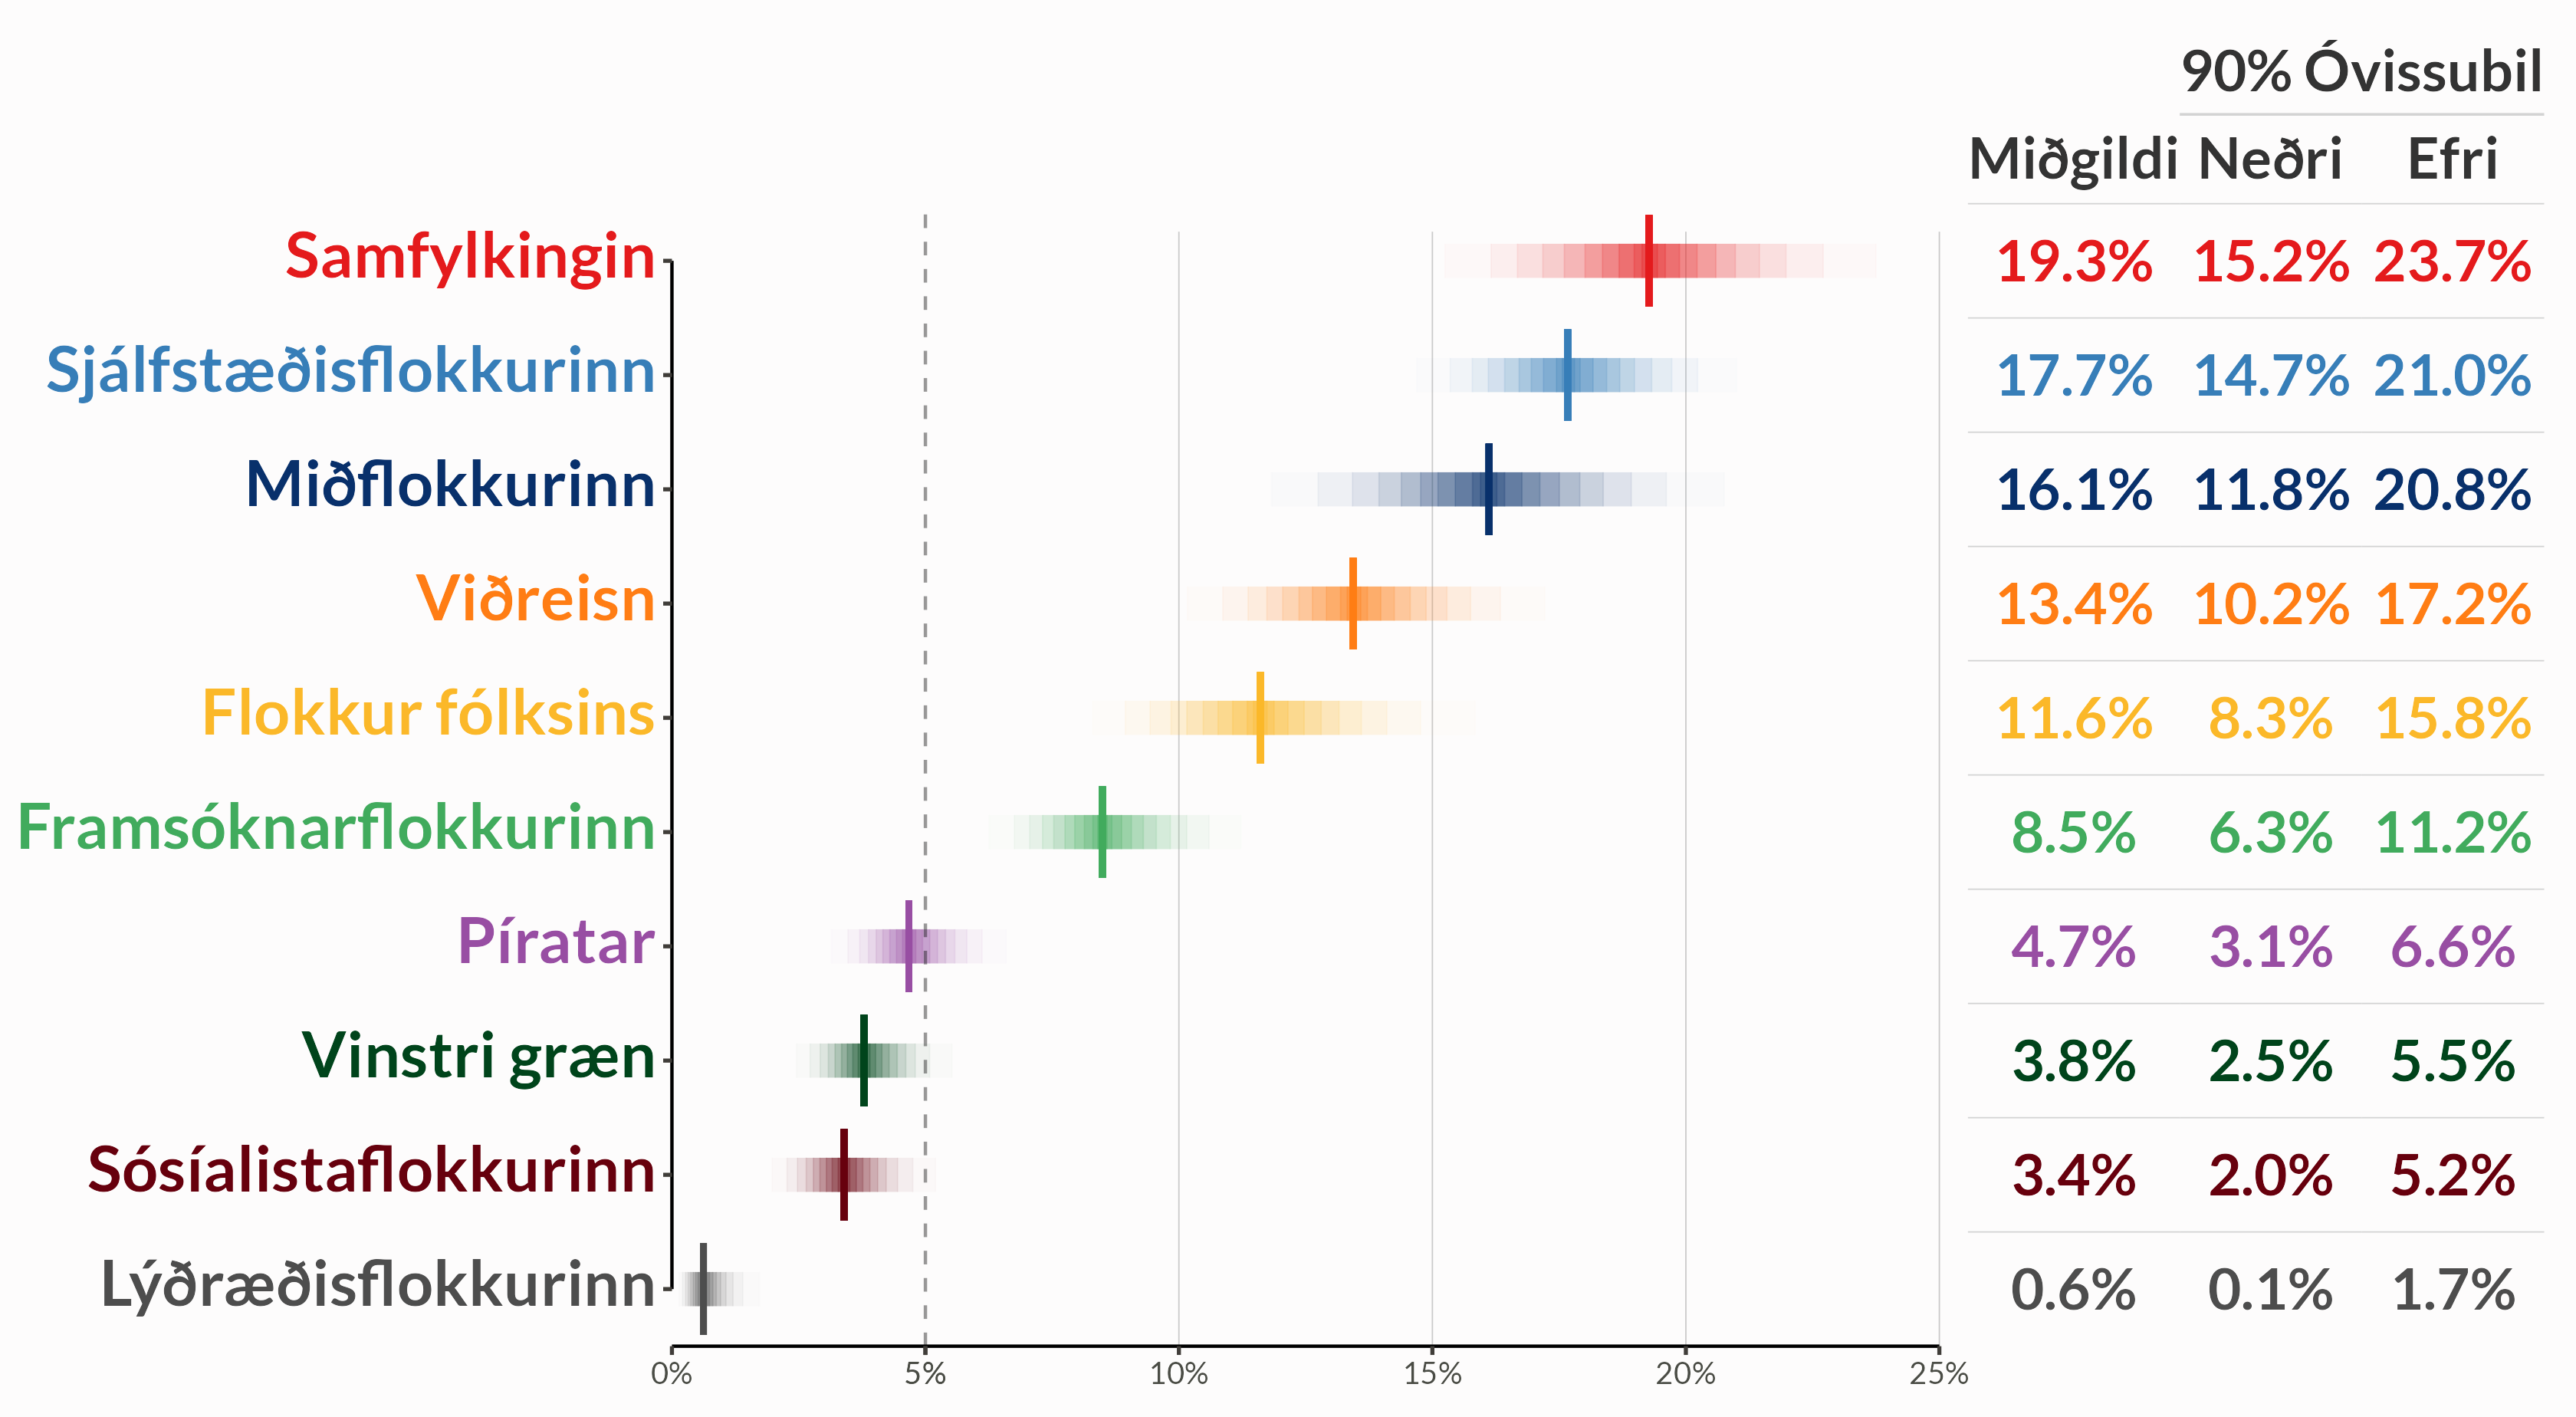 90% Óvissubil
Miðgildi Neðri Efri
Samfylkingin 19.3% 15.2% 23.7%
Sjálfstæðisflokkurinn 17.7% 14.7% 21.0%
Miðflokkurinn 16.1% 11.8% 20.8%
Viðreisn 13.4% 10.2% 17.2%
Flokkur fólksins 11.6% 8.3% 15.8%
Framsóknarflokkurinn 8.5% 6.3% 11.2%
Píratar 4.7% 3.1% 6.6%
Vinstri græn 3.8% 2.5% 5.5%
Sósíalistaflokkurinn 3.4% 2.0% 5.2%
Lýðræðisflokkurinn 0.6% 0.1% 1.7%
0% 5% 10% 15% 20% 25%